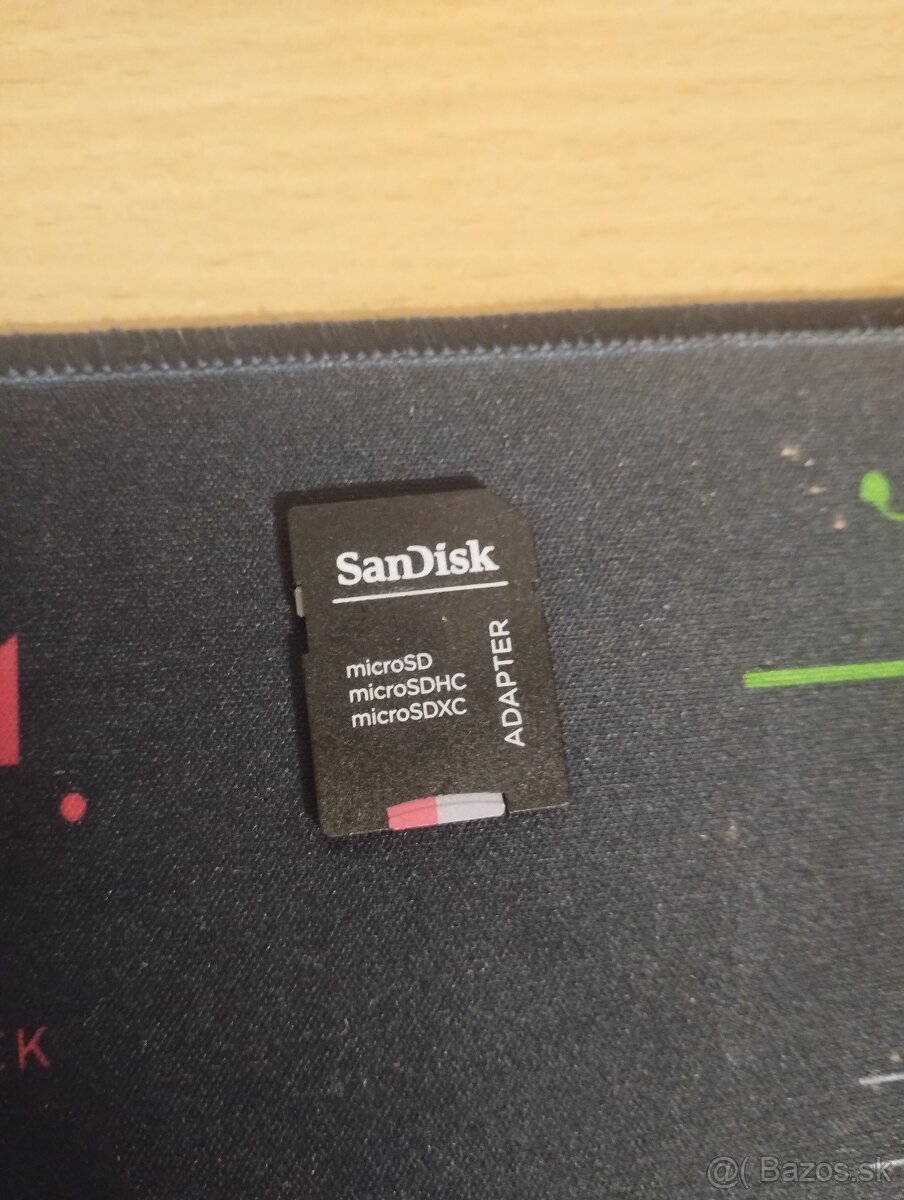 SanDisk
microSD
microSDHC
microSDXC
ADAPTER
K
@( Bazos.sk